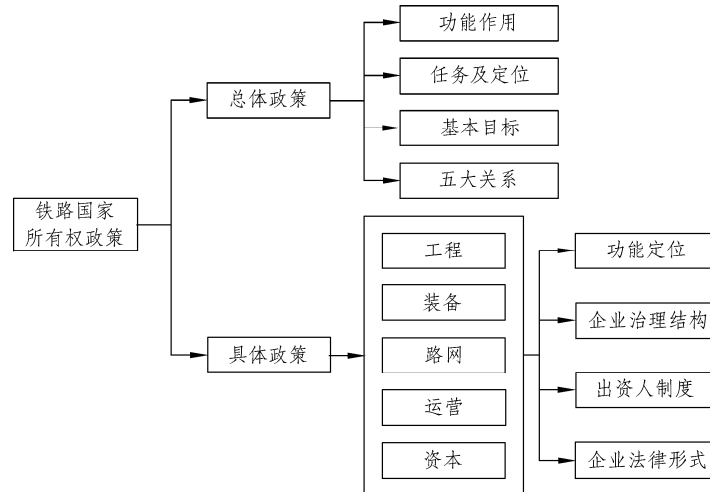 功能作用
任务及定位
总体政策
基本目标
五大关系
铁路国家
所有权政策
工程
装备
具体政策
路网
运营
资本
功能定位
企业治理结构
出资人制度
企业法律形式